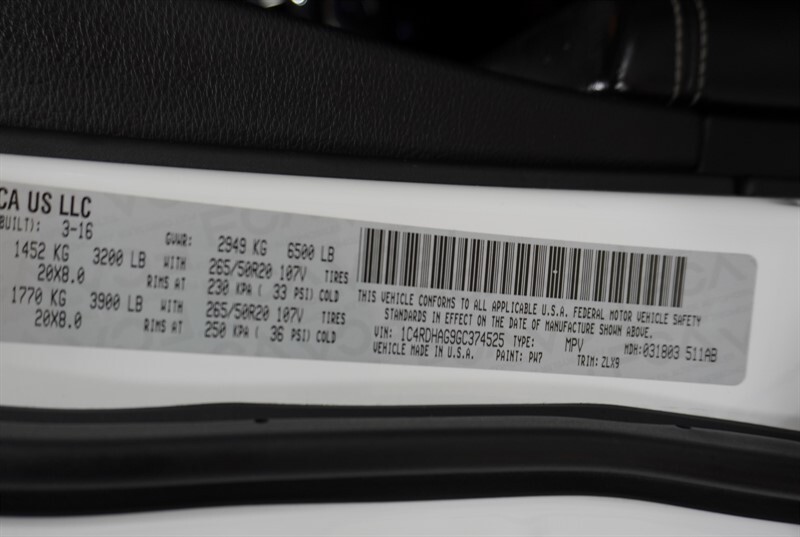 CA US LLC
BUILT): 3-16 GVWR: 2949 KG 6500 LB
1452 KG 3200 LB WITH 265/50R20 107V TIRES
20X8.0 RIMS AT 230 KPA ( 33 PSI) COLD
1770 KG 3900 LB WITH 265/50R20 107V TIRES
20X8.0 RIMS AT 250 KPA ( 36 PSI) COLD
THIS VEHICLE CONFORMS TO ALL APPLICABLE U.S.A. FEDERAL MOTOR VEHICLE SAFETY
STANDARDS IN EFFECT ON THE DATE OF MANUFACTURE SHOWN ABOVE.
VIN: 1C4RDHAG9GC374525 TYPE: MPV MDH:031803 511AB
VEHICLE MADE IN U.S.A. PAINT: PW7 TRIM: ZLX9